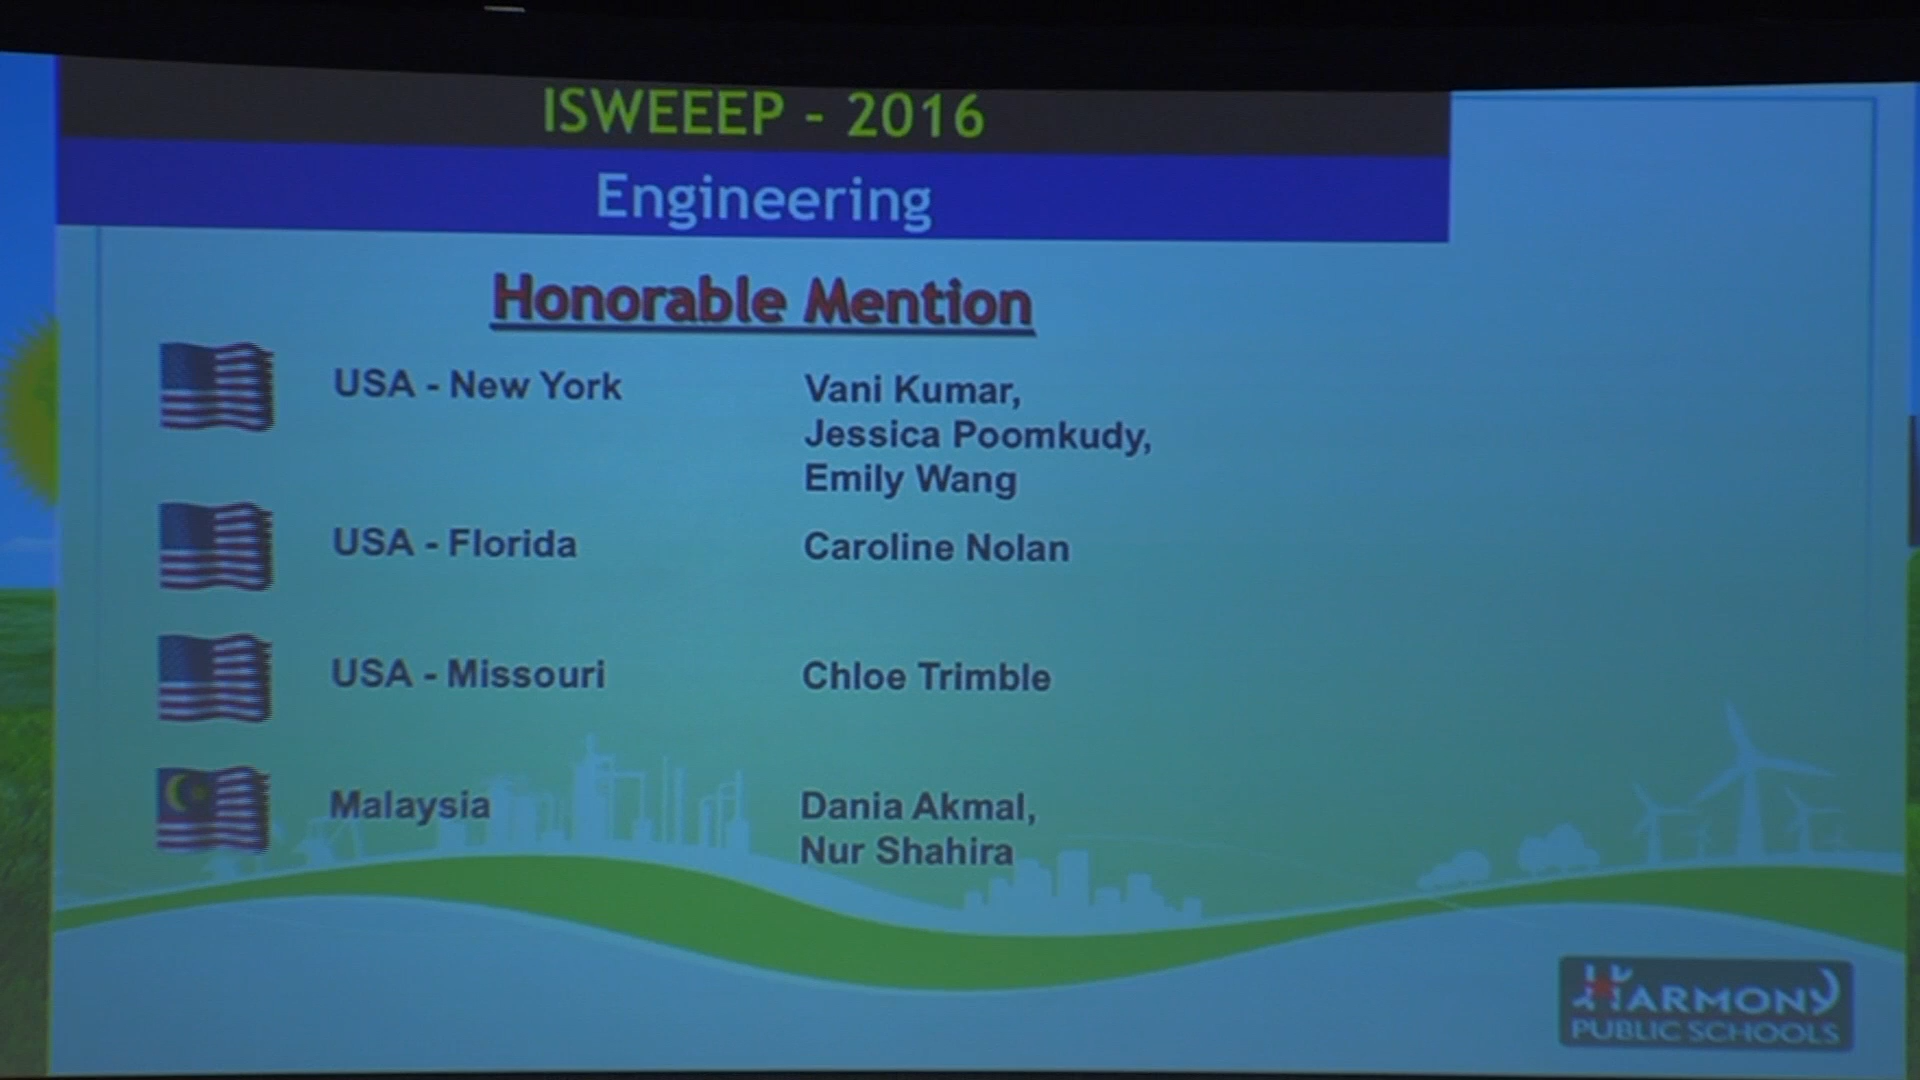 ISWEEEP - 2016
Engineering
Honorable Mention
USA - New York
Vani Kumar,
Jessica Poomkudy,
Emily Wang
USA - Florida
Caroline Nolan
USA - Missouri
Chloe Trimble
Malaysia
Dania Akmal,
Nur Shahira
HARMONY
PUBLIC SCHOOLS